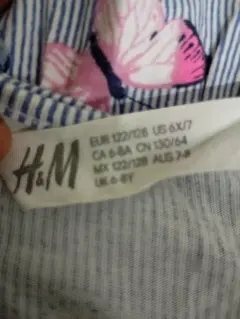 H&M
EUR 122/128 US 6X/7
CA 6-8A CN 130/64
MX 122/128 AUS 7-8
UK 6-8Y